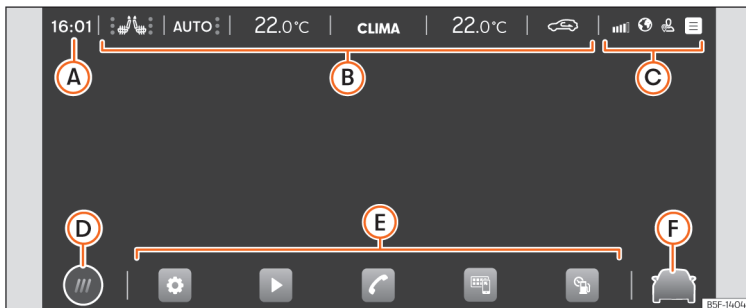 16:01 AUTO 22.0°C CLIMA 22.0°C
A B C
D E F
B5F-1404